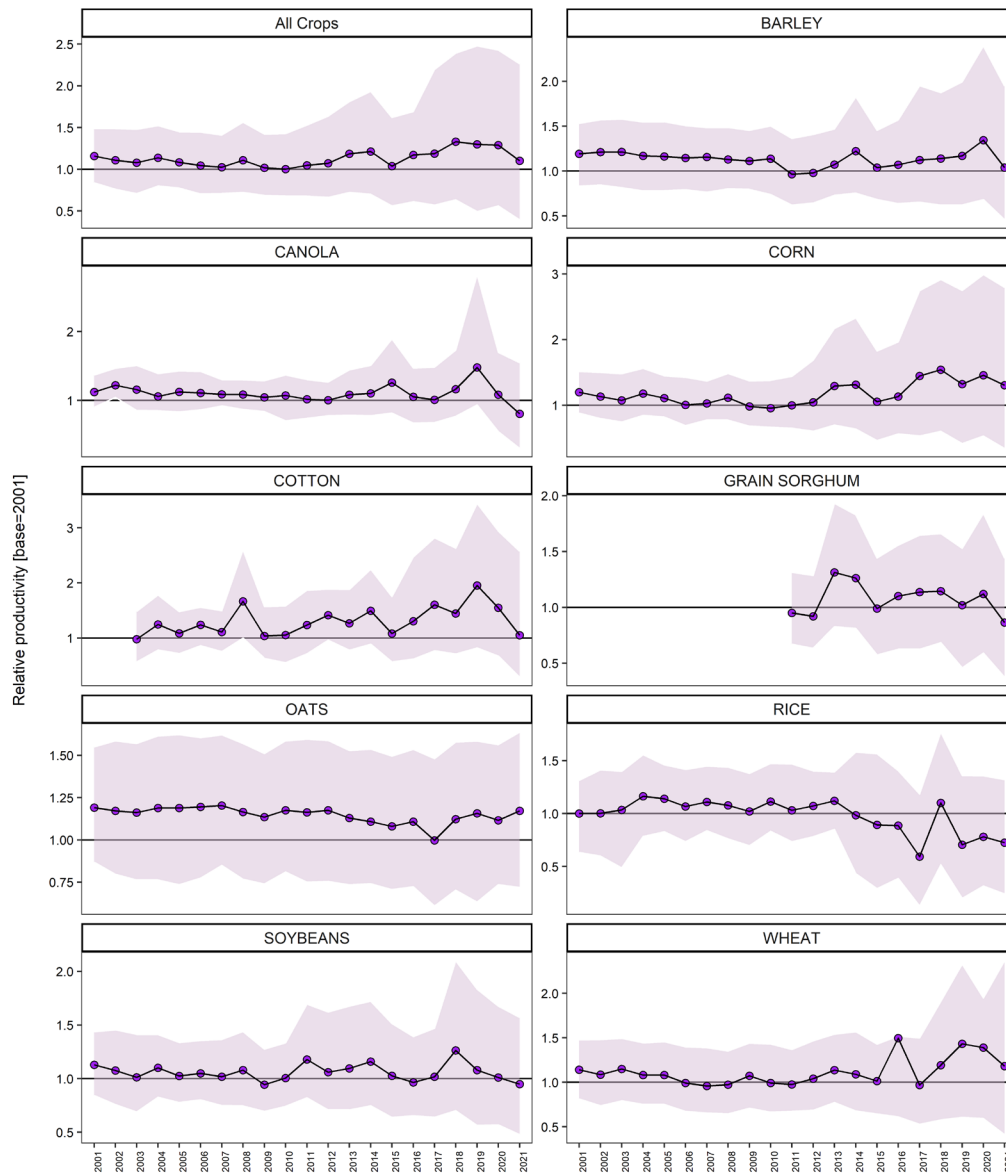 All Crops
BARLEY
2.5
2.0
1.5
1.0
0.5
2.0
1.5
1.0
0.5
CANOLA
CORN
2
1
3
2
1
COTTON
GRAIN SORGHUM
3
2
1
2.0
1.5
1.0
0.5
Relative productivity [base=2001]
OATS
RICE
1.50
1.25
1.00
0.75
1.5
1.0
0.5
SOYBEANS
WHEAT
2.0
1.5
1.0
0.5
2.0
1.5
1.0
0.5
2001 2002 2003 2004 2005 2006 2007 2008 2009 2010 2011 2012 2013 2014 2015 2016 2017 2018 2019 2020 2021
2001 2002 2003 2004 2005 2006 2007 2008 2009 2010 2011 2012 2013 2014 2015 2016 2017 2018 2019 2020